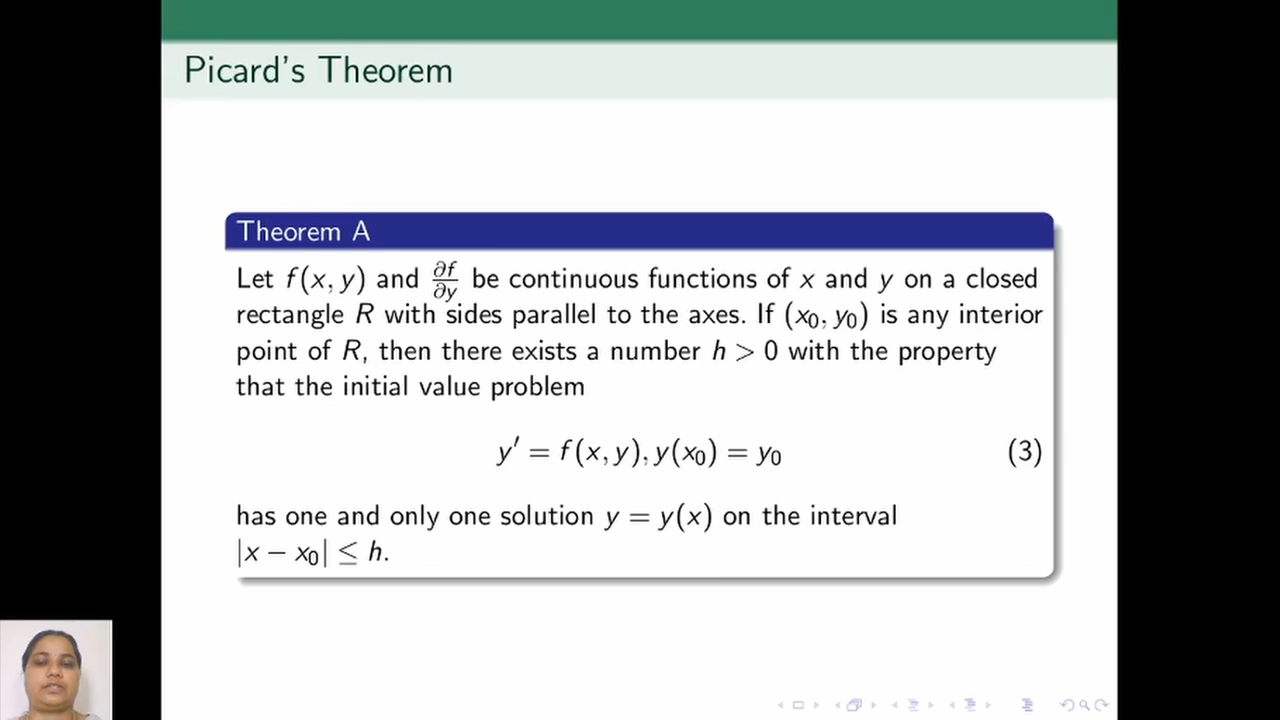 Picard's Theorem
Theorem A
Let f(x, y) and ∂f/∂y be continuous functions of x and y on a closed
rectangle R with sides parallel to the axes. If (x₀, y₀) is any interior
point of R, then there exists a number h > 0 with the property
that the initial value problem
y′ = f(x, y), y(x₀) = y₀ (3)
has one and only one solution y = y(x) on the interval
|x − x₀| ≤ h.